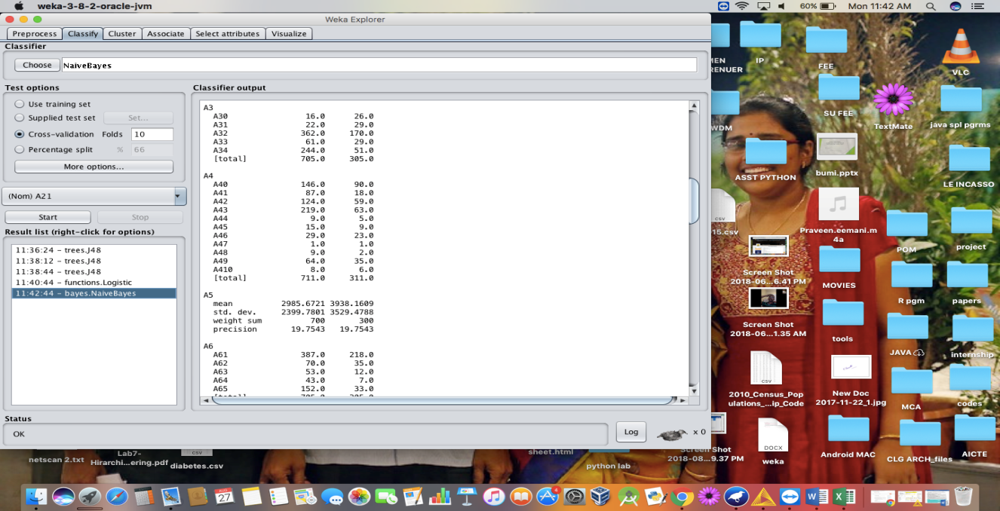 weka-3-8-2-oracle-jvm 60% Mon 11:42 AM
Weka Explorer
Preprocess Classify Cluster Associate Select attributes Visualize
Classifier
Choose NaiveBayes
Test options
Use training set
Supplied test set Set...
Cross-validation Folds 10
Percentage split % 66
More options...
(Nom) A21
Start Stop
Result list (right-click for options)
11:36:24 - trees.J48
11:38:12 - trees.J48
11:38:44 - trees.J48
11:40:44 - functions.Logistic
11:42:44 - bayes.NaiveBayes
Classifier output
A3
A30 16.0 26.0
A31 22.0 29.0
A32 362.0 170.0
A33 61.0 29.0
A34 244.0 51.0
[total] 705.0 305.0
A4
A40 146.0 90.0
A41 87.0 18.0
A42 124.0 59.0
A43 219.0 63.0
A44 9.0 5.0
A45 15.0 9.0
A46 29.0 23.0
A47 1.0 1.0
A48 9.0 2.0
A49 64.0 35.0
A410 8.0 6.0
[total] 711.0 311.0
A5
mean 2985.6721 3938.1609
std. dev. 2399.7801 3529.4788
weight sum 700 300
precision 19.7543 19.7543
A6
A61 387.0 218.0
A62 70.0 35.0
A63 53.0 12.0
A64 43.0 7.0
A65 152.0 33.0
[total] 705.0 305.0
Status
OK
Log x 0
MEN
RENUER
IP
FEE
VLC
WDM
SU FEE
TextMate
java spl pgrms
ASST PYTHON
bumi.pptx
LE INCASSO
CSV
15.csv
Praveen.eemani.m
4a
POM
project
Screen Shot
2018-06...6.41 PM
MOVIES
R pgm
papers
Screen Shot
2018-06...1.35 AM
tools
JAVA
internship
CSV
2010_Census_Pop
ulations_...ip_Code
New Doc
2017-11-22_1.jpg
MCA
codes
DOCX
weka
Android MAC
CLG ARCH_files
AICTE
Screen Shot
2018-08...9.37 PM
netscan 2.txt
Lab7-
Hirarchi...ering.pdf
CSV
diabetes.csv
sheet.html
python lab
AUG
27
4